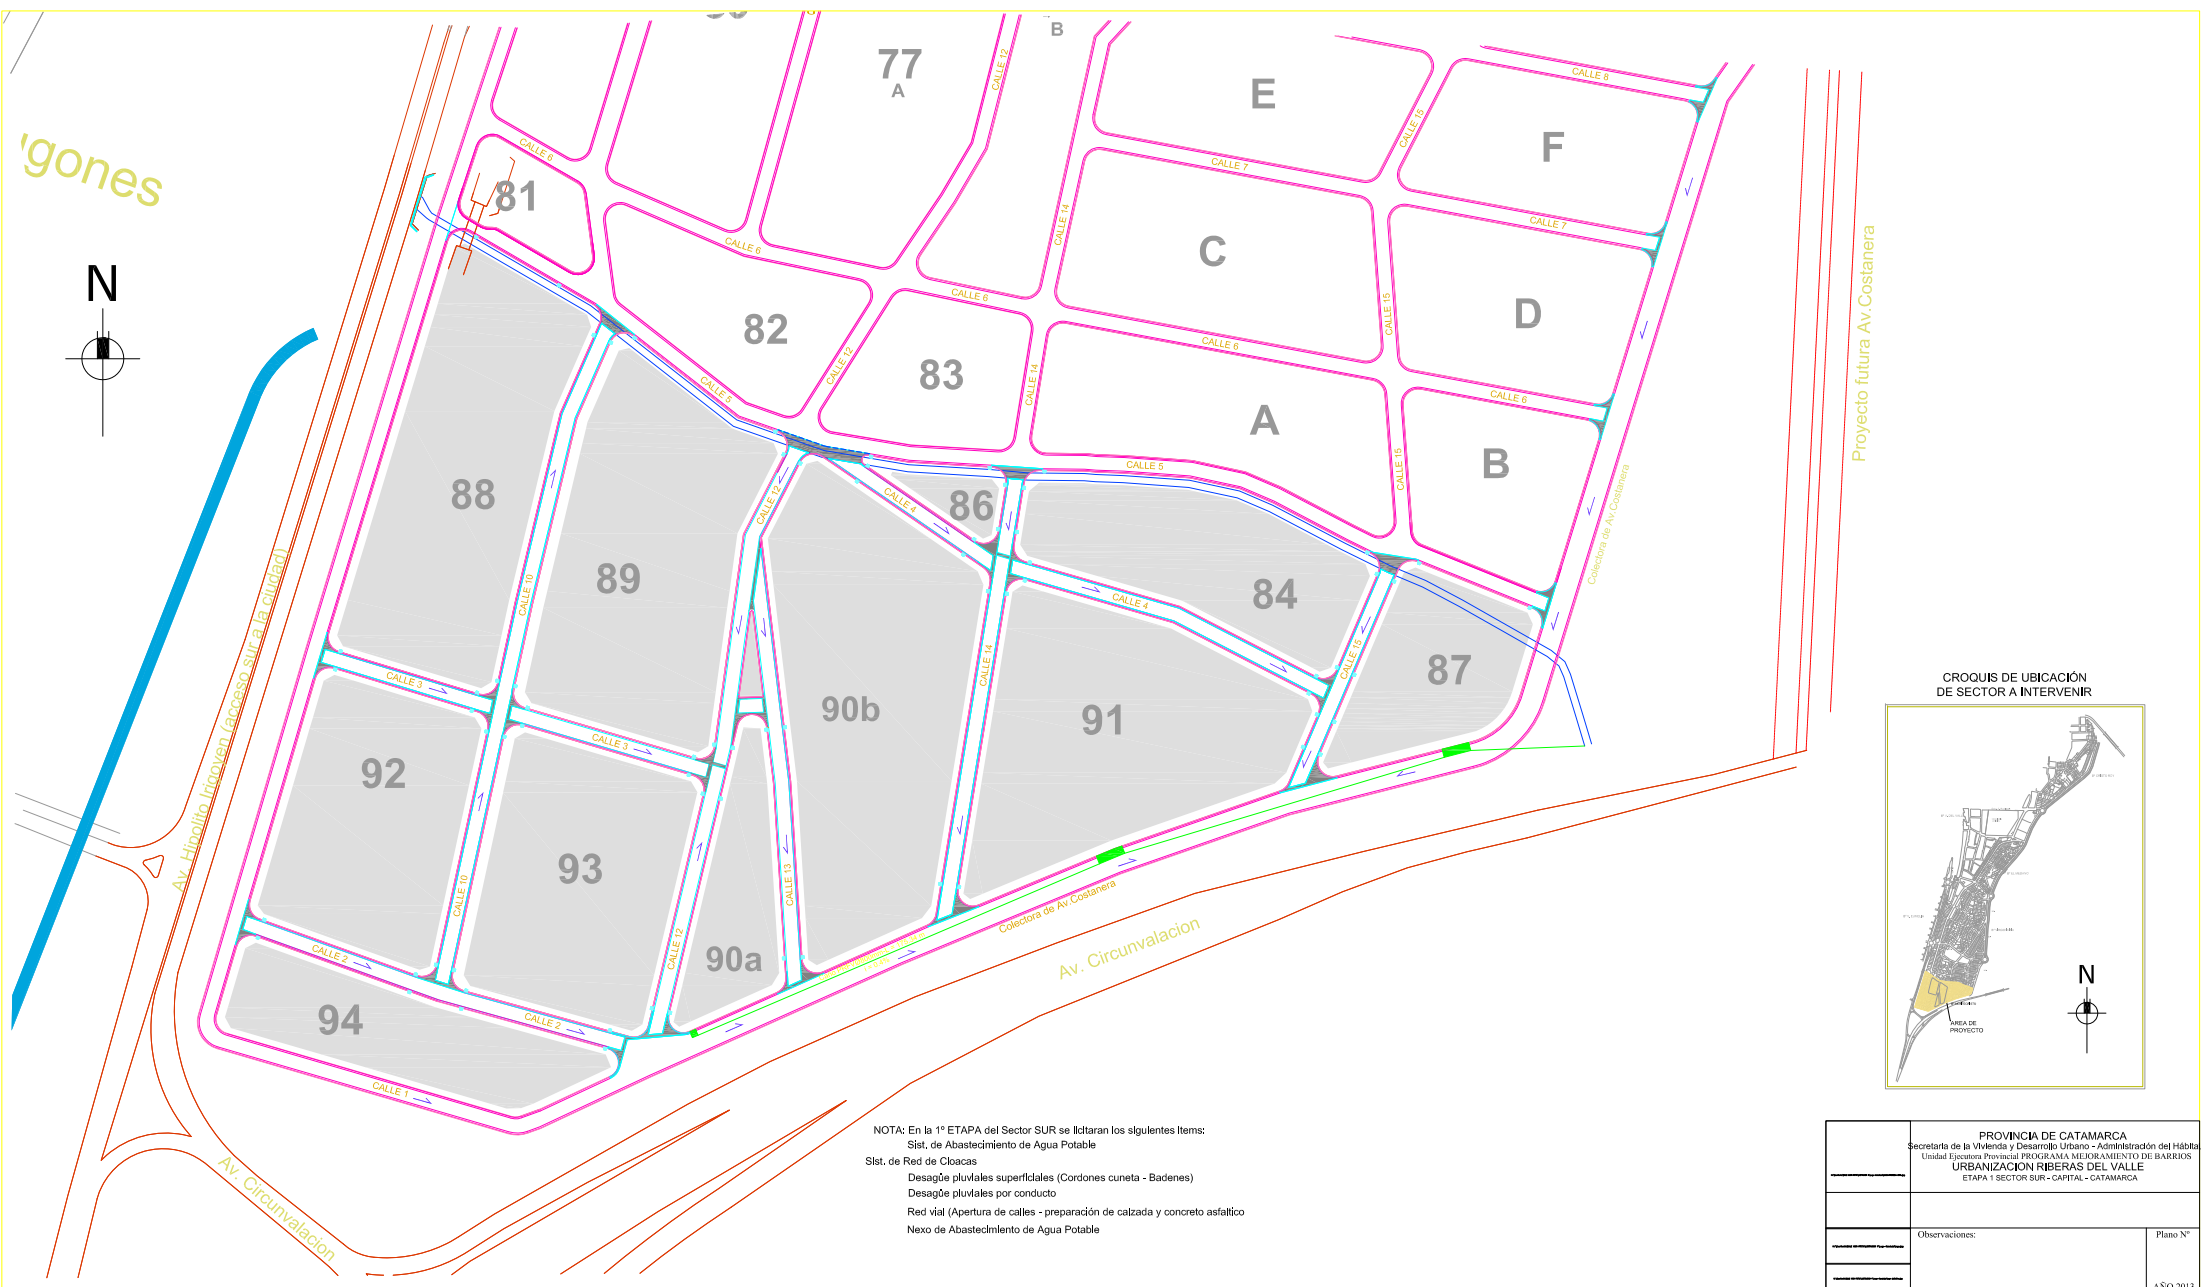 B
77
A
CALLE 12
E
CALLE 8
F
CALLE 15
CALLE 6
CALLE 7
81
gones
N
C
CALLE 14
CALLE 7
CALLE 6
D
CALLE 6
CALLE 15
82
CALLE 12
83
CALLE 14
CALLE 6
CALLE 6
A
B
CALLE 5
CALLE 5
CALLE 15
Colectora de Av.Costanera
Proyecto futura Av.Costanera
88
CALLE 12
CALLE 4
86
89
CALLE 10
84
CALLE 4
CALLE 15
87
CALLE 14
CALLE 3
CALLE 3
90b
91
92
93
CALLE 10
CALLE 12
CALLE 13
90a
Colectora de Av.Costanera
Av. Circunvalacion
Av. Hipolito Irigoyen (acceso sur a la ciudad)
CALLE 2
CALLE 2
94
CALLE 1
Av. Circunvalacion
CROQUIS DE UBICACIÓN
DE SECTOR A INTERVENIR
N
AREA DE
PROYECTO
NOTA: En la 1º ETAPA del Sector SUR se licitaran los siguientes items:
Sist. de Abastecimiento de Agua Potable
Sist. de Red de Cloacas
Desagüe pluviales superficiales (Cordones cuneta - Badenes)
Desagüe pluviales por conducto
Red vial (Apertura de calles - preparación de calzada y concreto asfaltico
Nexo de Abastecimiento de Agua Potable
PROVINCIA DE CATAMARCA
Secretaria de la Vivienda y Desarrollo Urbano - Administración del Hábitat
Unidad Ejecutora Provincial PROGRAMA MEJORAMIENTO DE BARRIOS
URBANIZACION RIBERAS DEL VALLE
ETAPA 1 SECTOR SUR - CAPITAL - CATAMARCA
Observaciones:
Plano Nº
AÑO 2013